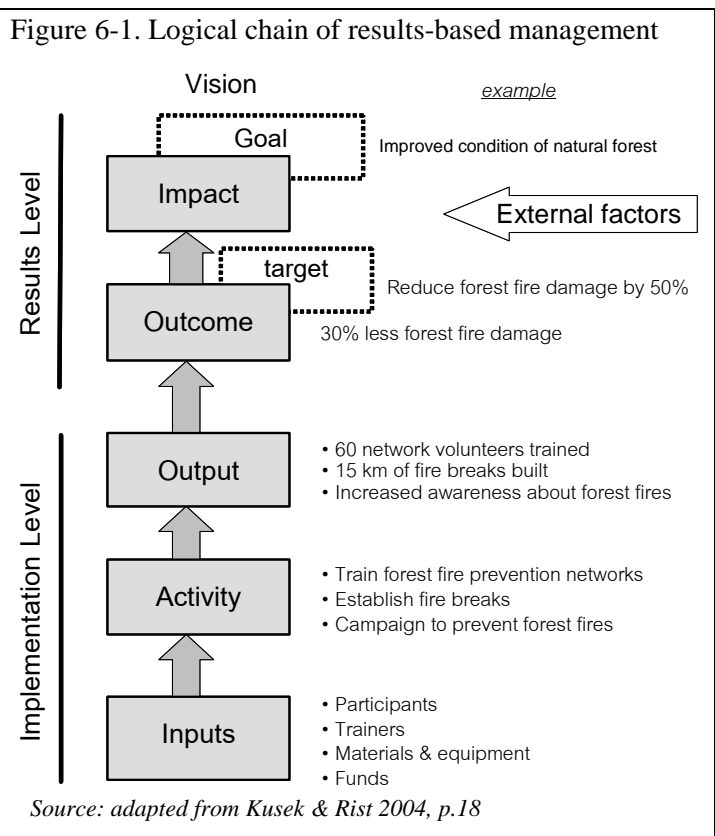 Figure 6-1. Logical chain of results-based management
Vision
example
Goal
Improved condition of natural forest
Impact
External factors
Results Level
target
Reduce forest fire damage by 50%
Outcome
30% less forest fire damage
Output
• 60 network volunteers trained
• 15 km of fire breaks built
• Increased awareness about forest fires
Implementation Level
Activity
• Train forest fire prevention networks
• Establish fire breaks
• Campaign to prevent forest fires
Inputs
• Participants
• Trainers
• Materials & equipment
• Funds
Source: adapted from Kusek & Rist 2004, p.18